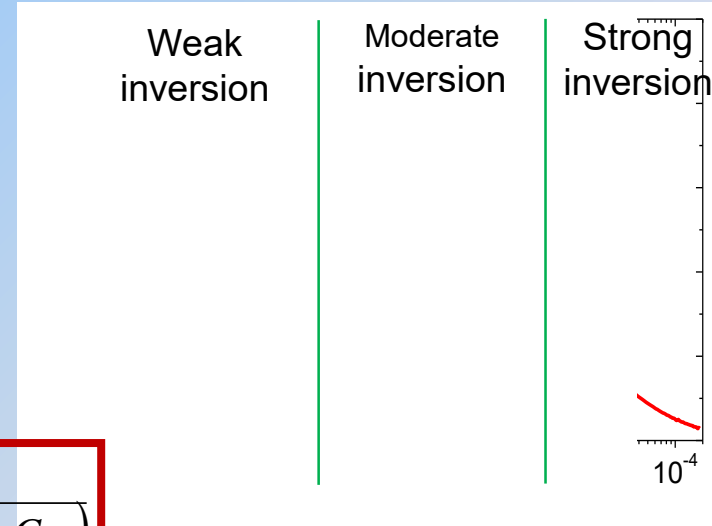 Weak
inversion
Moderate
inversion
Strong
inversion
10⁻⁴